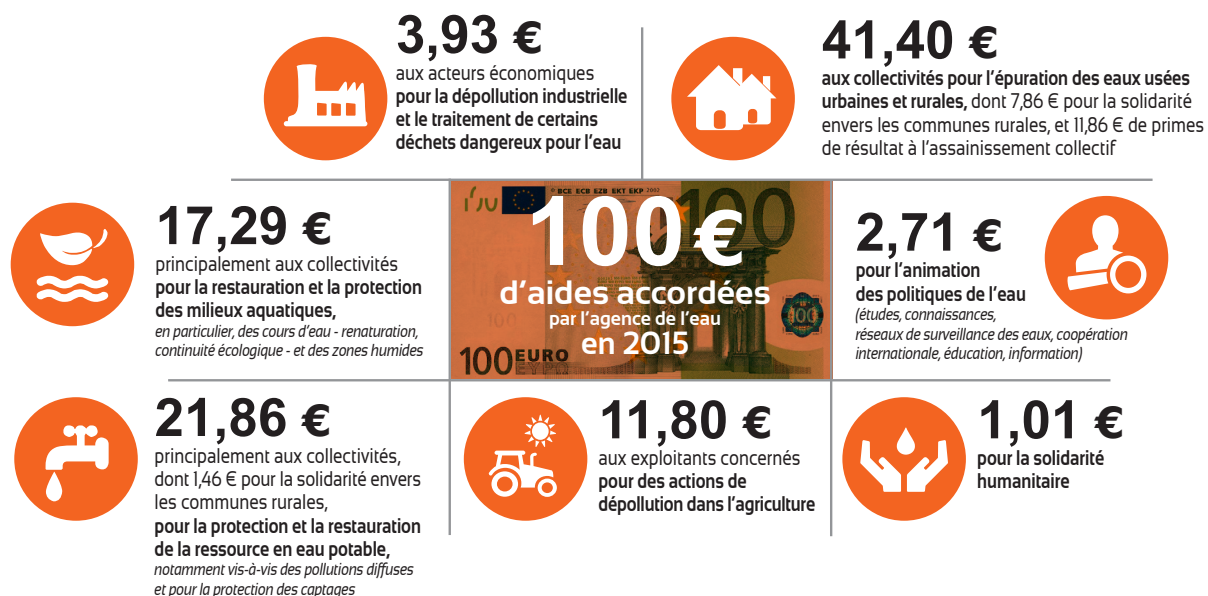 3,93 €
aux acteurs économiques
pour la dépollution industrielle
et le traitement de certains
déchets dangereux pour l'eau
41,40 €
aux collectivités pour l'épuration des eaux usées
urbaines et rurales, dont 7,86 € pour la solidarité
envers les communes rurales, et 11,86 € de primes
de résultat à l'assainissement collectif
17,29 €
principalement aux collectivités
pour la restauration et la protection
des milieux aquatiques,
en particulier, des cours d'eau - renaturation,
continuité écologique - et des zones humides
© BCE ECB EZB EKT EKP 2002
100
100 €
d'aides accordées
par l'agence de l'eau
en 2015
100
100
100 EURO
ΕΥΡΩ
2,71 €
pour l'animation
des politiques de l'eau
(études, connaissances,
réseaux de surveillance des eaux, coopération
internationale, éducation, information)
21,86 €
principalement aux collectivités,
dont 1,46 € pour la solidarité envers
les communes rurales,
pour la protection et la restauration
de la ressource en eau potable,
notamment vis-à-vis des pollutions diffuses
et pour la protection des captages
11,80 €
aux exploitants concernés
pour des actions de
dépollution dans l'agriculture
1,01 €
pour la solidarité
humanitaire